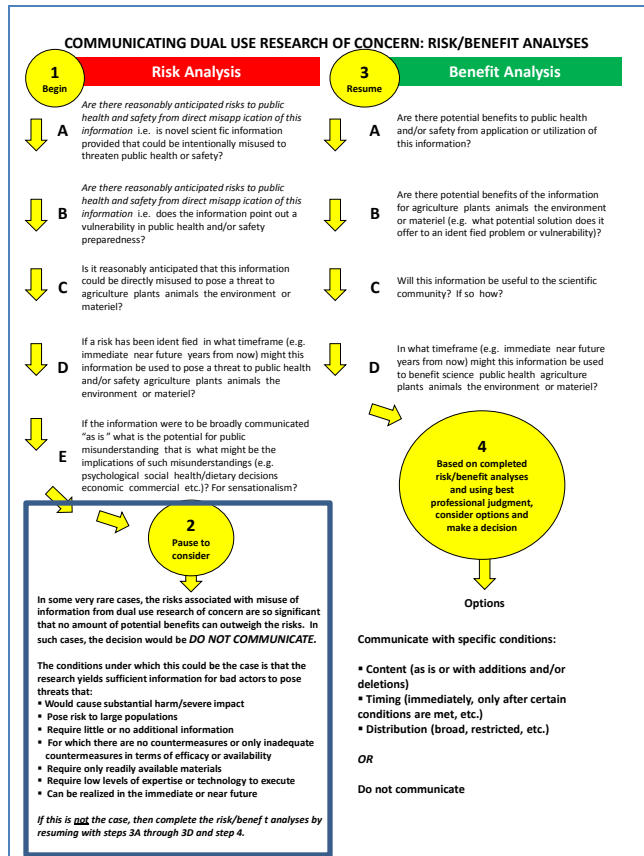 COMMUNICATING DUAL USE RESEARCH OF CONCERN: RISK/BENEFIT ANALYSES
1
Begin
Risk Analysis
A
Are there reasonably anticipated risks to public
health and safety from direct misapp ication of this
information i.e. is novel scient fic information
provided that could be intentionally misused to
threaten public health or safety?
B
Are there reasonably anticipated risks to public
health and safety from direct misapp ication of this
information i.e. does the information point out a
vulnerability in public health and/or safety
preparedness?
C
Is it reasonably anticipated that this information
could be directly misused to pose a threat to
agriculture plants animals the environment or
materiel?
D
If a risk has been ident fied in what timeframe (e.g.
immediate near future years from now) might this
information be used to pose a threat to public health
and/or safety agriculture plants animals the
environment or materiel?
E
If the information were to be broadly communicated
“as is ” what is the potential for public
misunderstanding that is what might be the
implications of such misunderstandings (e.g.
psychological social health/dietary decisions
economic commercial etc.)? For sensationalism?
2
Pause to
consider
In some very rare cases, the risks associated with misuse of
information from dual use research of concern are so significant
that no amount of potential benefits can outweigh the risks. In
such cases, the decision would be DO NOT COMMUNICATE.
The conditions under which this could be the case is that the
research yields sufficient information for bad actors to pose
threats that:
▪ Would cause substantial harm/severe impact
▪ Pose risk to large populations
▪ Require little or no additional information
▪ For which there are no countermeasures or only inadequate
countermeasures in terms of efficacy or availability
▪ Require only readily available materials
▪ Require low levels of expertise or technology to execute
▪ Can be realized in the immediate or near future
If this is not the case, then complete the risk/benef t analyses by
resuming with steps 3A through 3D and step 4.
3
Resume
Benefit Analysis
A
Are there potential benefits to public health
and/or safety from application or utilization of
this information?
B
Are there potential benefits of the information
for agriculture plants animals the environment
or materiel (e.g. what potential solution does it
offer to an ident fied problem or vulnerability)?
C
Will this information be useful to the scientific
community? If so how?
D
In what timeframe (e.g. immediate near future
years from now) might this information be used
to benefit science public health agriculture
plants animals the environment or materiel?
4
Based on completed
risk/benefit analyses
and using best
professional judgment,
consider options and
make a decision
Options
Communicate with specific conditions:
▪ Content (as is or with additions and/or
deletions)
▪ Timing (immediately, only after certain
conditions are met, etc.)
▪ Distribution (broad, restricted, etc.)
OR
Do not communicate